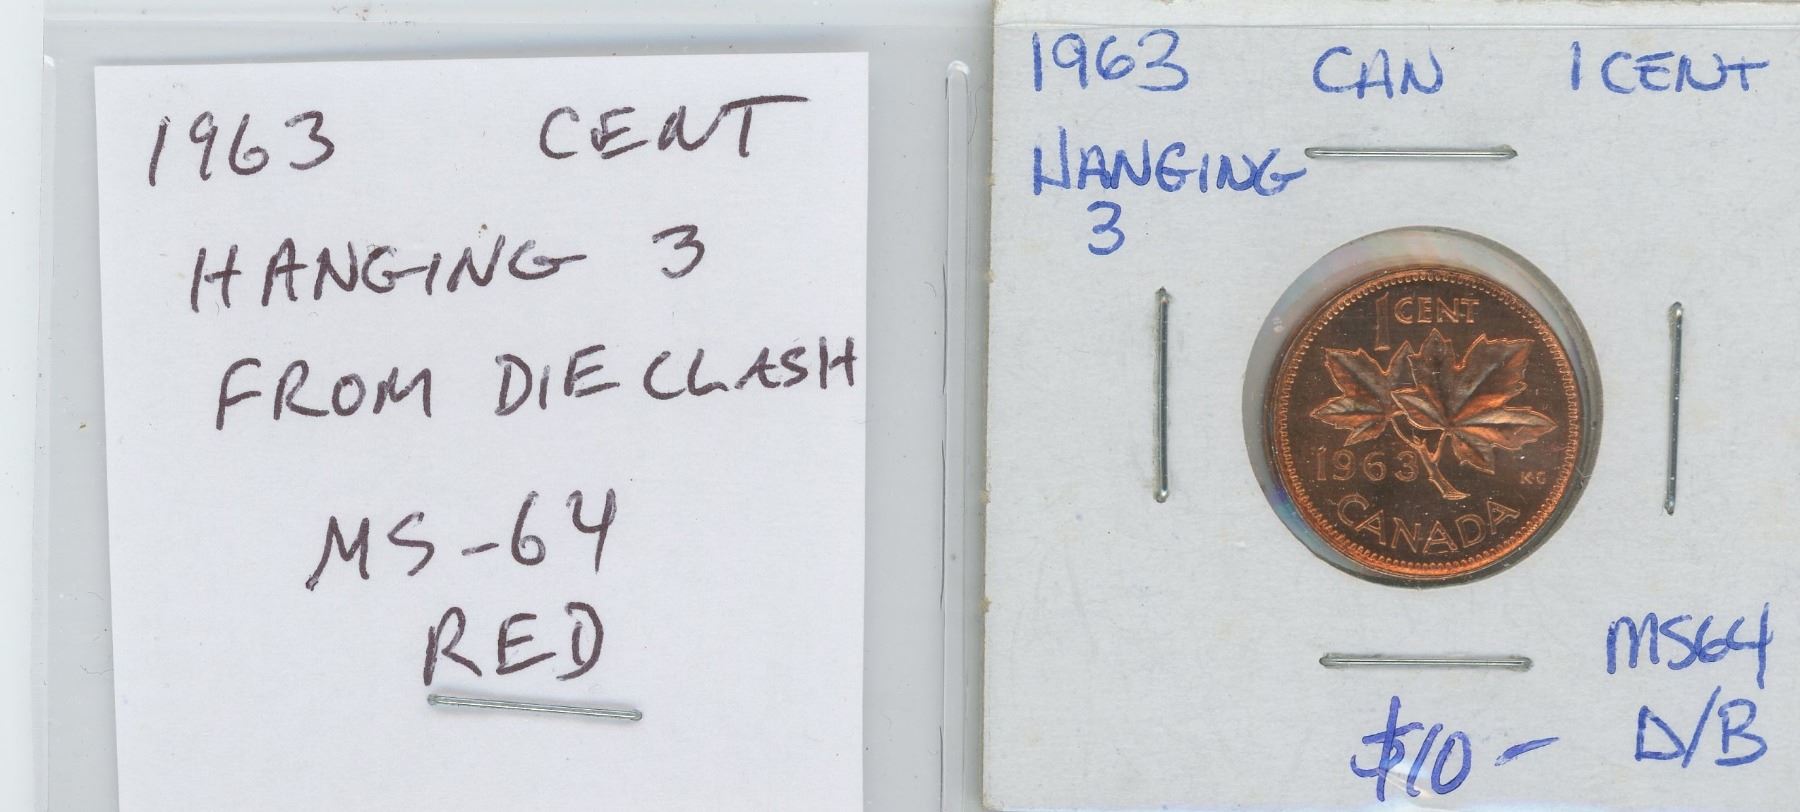 1963 CENT
HANGING 3
FROM DIE CLASH
MS-64
RED
1963 CAN 1 CENT
HANGING
3
1 CENT
1963
KG
CANADA
MS64
$10- D/B